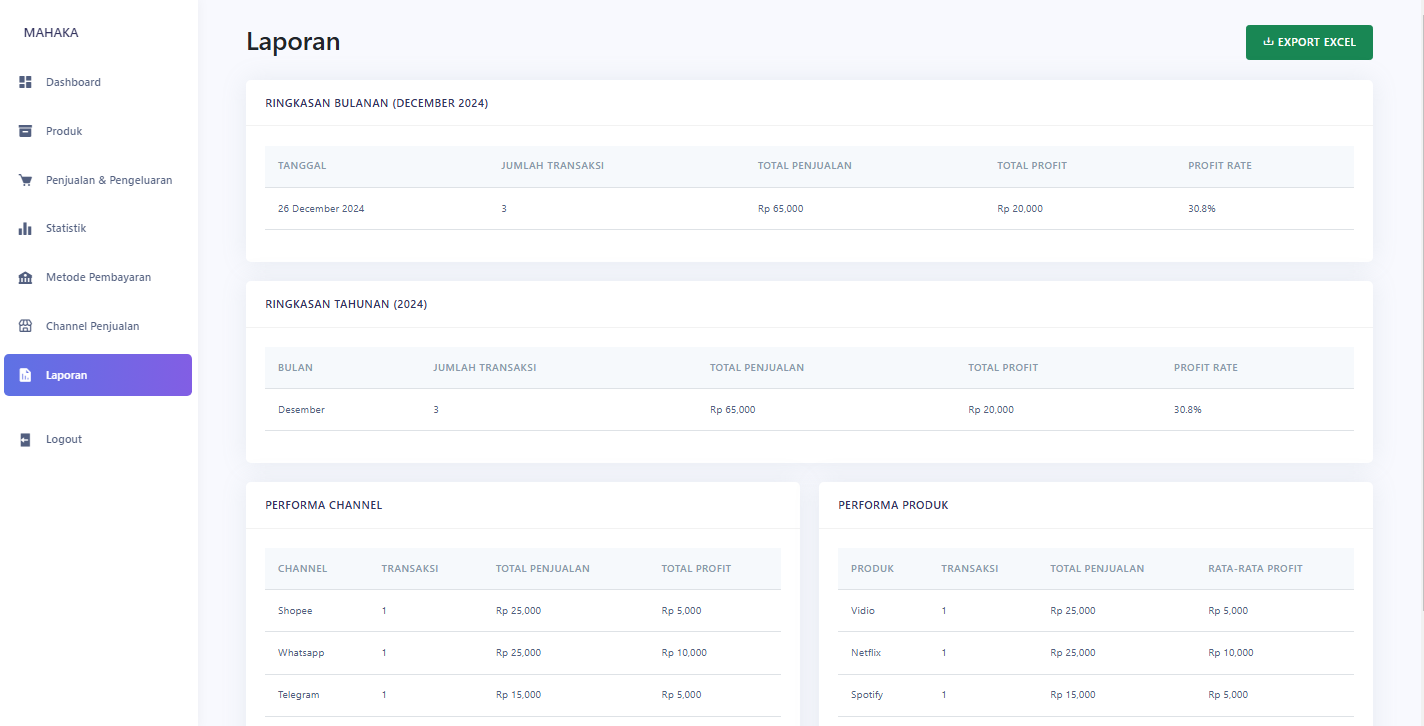 MAHAKA
Dashboard
Produk
Penjualan & Pengeluaran
Statistik
Metode Pembayaran
Channel Penjualan
Laporan
Logout
Laporan
EXPORT EXCEL
RINGKASAN BULANAN (DECEMBER 2024)
TANGGAL JUMLAH TRANSAKSI TOTAL PENJUALAN TOTAL PROFIT PROFIT RATE
26 December 2024 3 Rp 65,000 Rp 20,000 30.8%
RINGKASAN TAHUNAN (2024)
BULAN JUMLAH TRANSAKSI TOTAL PENJUALAN TOTAL PROFIT PROFIT RATE
Desember 3 Rp 65,000 Rp 20,000 30.8%
PERFORMA CHANNEL
CHANNEL TRANSAKSI TOTAL PENJUALAN TOTAL PROFIT
Shopee 1 Rp 25,000 Rp 5,000
Whatsapp 1 Rp 25,000 Rp 10,000
Telegram 1 Rp 15,000 Rp 5,000
PERFORMA PRODUK
PRODUK TRANSAKSI TOTAL PENJUALAN RATA-RATA PROFIT
Vidio 1 Rp 25,000 Rp 5,000
Netflix 1 Rp 25,000 Rp 10,000
Spotify 1 Rp 15,000 Rp 5,000